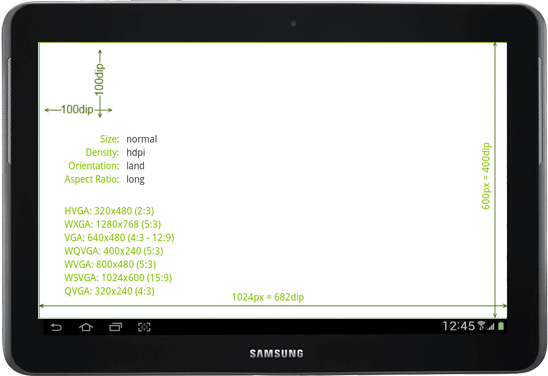 100dip
100dip
Size: normal
Density: hdpi
Orientation: land
Aspect Ratio: long
HVGA: 320x480 (2:3)
WXGA: 1280x768 (5:3)
VGA: 640x480 (4:3 - 12:9)
WQVGA: 400x240 (5:3)
WVGA: 800x480 (5:3)
WSVGA: 1024x600 (15:9)
QVGA: 320x240 (4:3)
600px = 400dip
1024px = 682dip
12:45
SAMSUNG